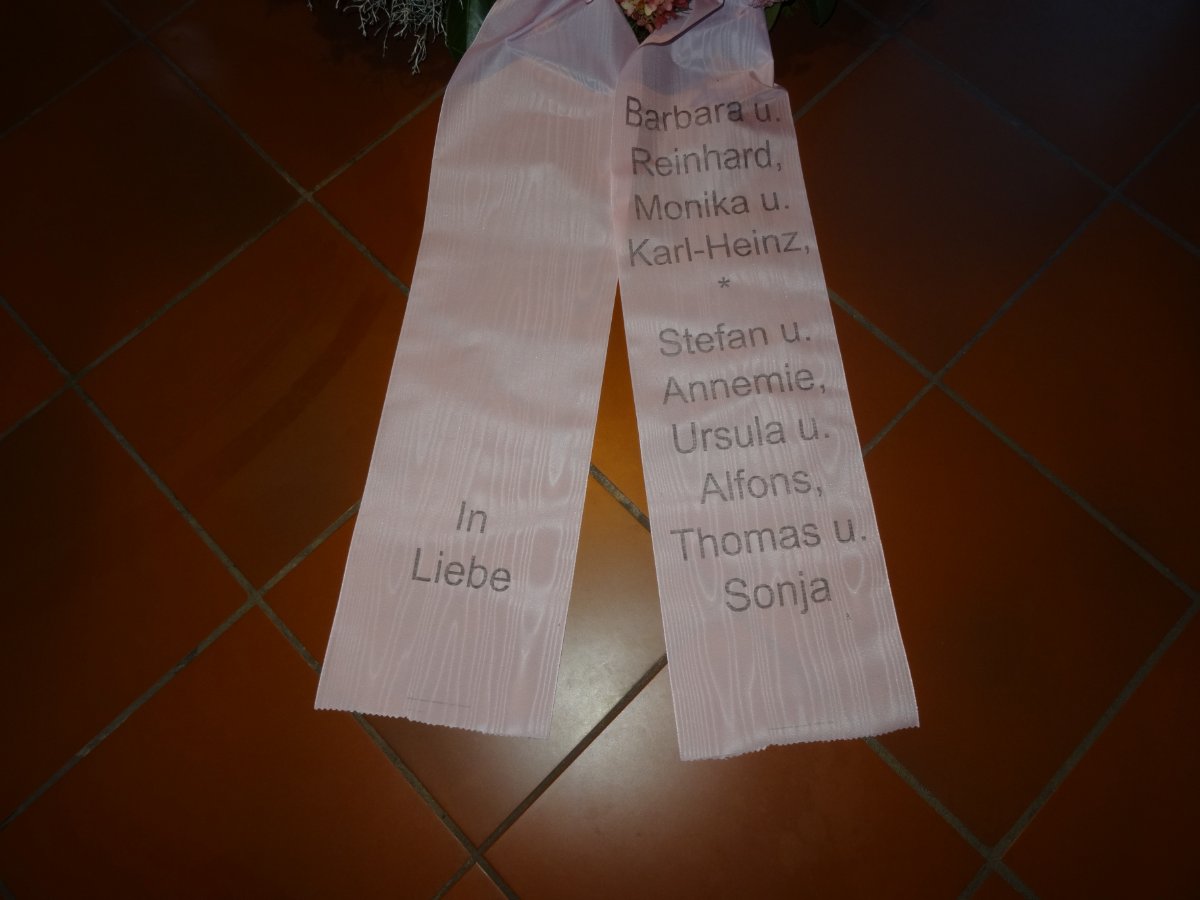 In
Liebe
Barbara u.
Reinhard,
Monika u.
Karl-Heinz,
*
Stefan u.
Annemie,
Ursula u.
Alfons,
Thomas u.
Sonja